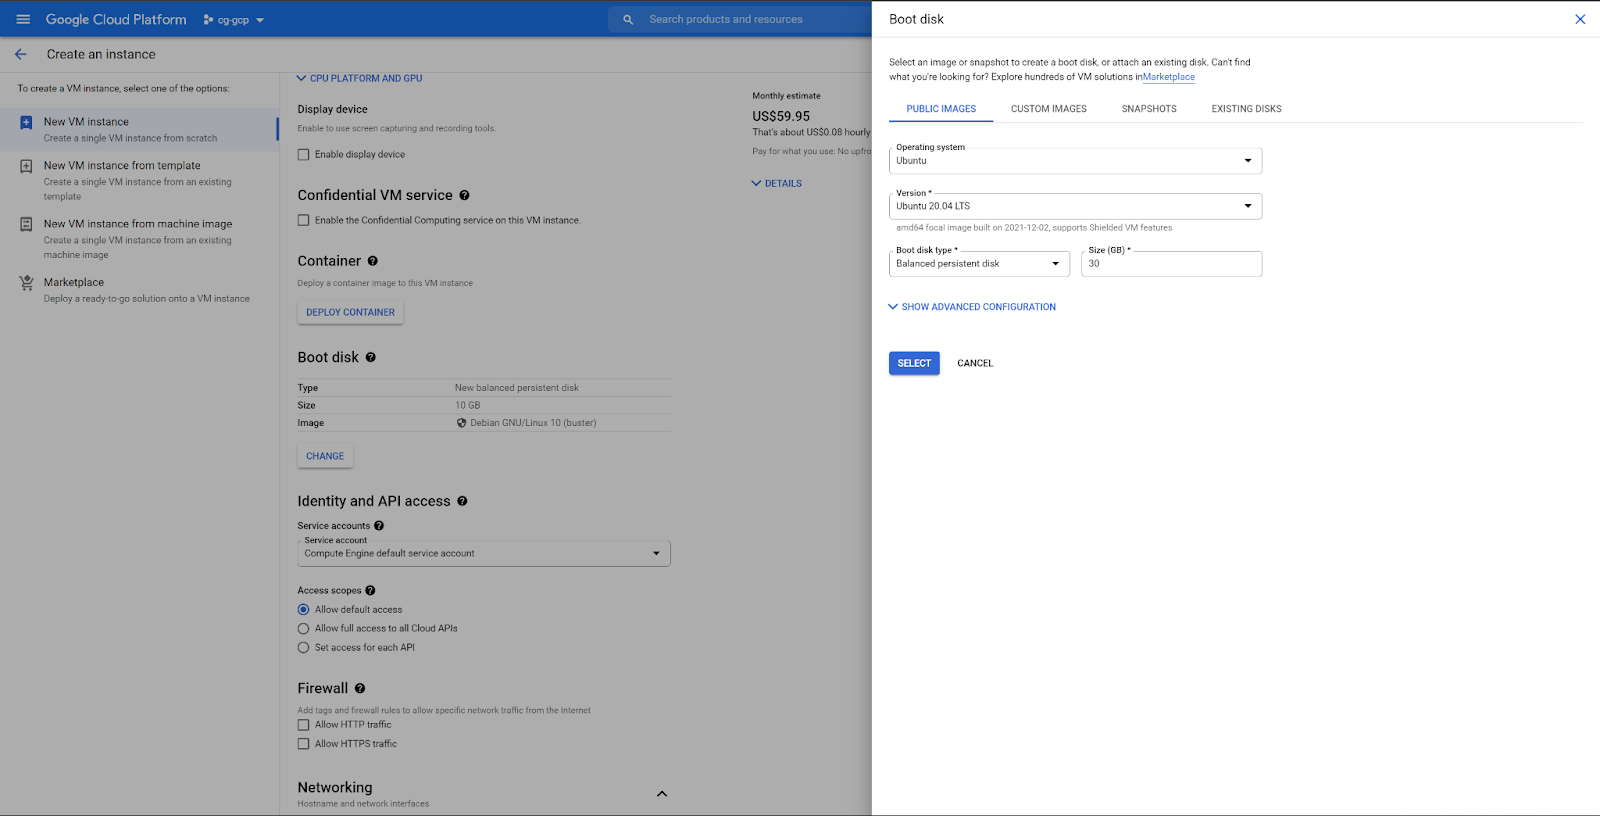 Google Cloud Platform
cg-gcp
Search products and resources
Create an instance
To create a VM instance, select one of the options:
New VM instance
Create a single VM instance from scratch
New VM instance from template
Create a single VM instance from an existing
template
New VM instance from machine image
Create a single VM instance from an existing
machine image
Marketplace
Deploy a ready-to-go solution onto a VM instance
CPU PLATFORM AND GPU
Display device
Enable to use screen capturing and recording tools.
Enable display device
Confidential VM service
Enable the Confidential Computing service on this VM instance.
Container
Deploy a container image to this VM instance
DEPLOY CONTAINER
Boot disk
Type New balanced persistent disk
Size 10 GB
Image Debian GNU/Linux 10 (buster)
CHANGE
Identity and API access
Service accounts
Service account
Compute Engine default service account
Access scopes
Allow default access
Allow full access to all Cloud APIs
Set access for each API
Firewall
Add tags and firewall rules to allow specific network traffic from the Internet
Allow HTTP traffic
Allow HTTPS traffic
Networking
Hostname and network interfaces
Monthly estimate
US$59.95
That's about US$0.08 hourly
Pay for what you use: No upfro
DETAILS
Boot disk
Select an image or snapshot to create a boot disk, or attach an existing disk. Can't find
what you're looking for? Explore hundreds of VM solutions inMarketplace
PUBLIC IMAGES CUSTOM IMAGES SNAPSHOTS EXISTING DISKS
Operating system
Ubuntu
Version *
Ubuntu 20.04 LTS
amd64 focal image built on 2021-12-02, supports Shielded VM features
Boot disk type *
Balanced persistent disk
Size (GB) *
30
SHOW ADVANCED CONFIGURATION
SELECT CANCEL